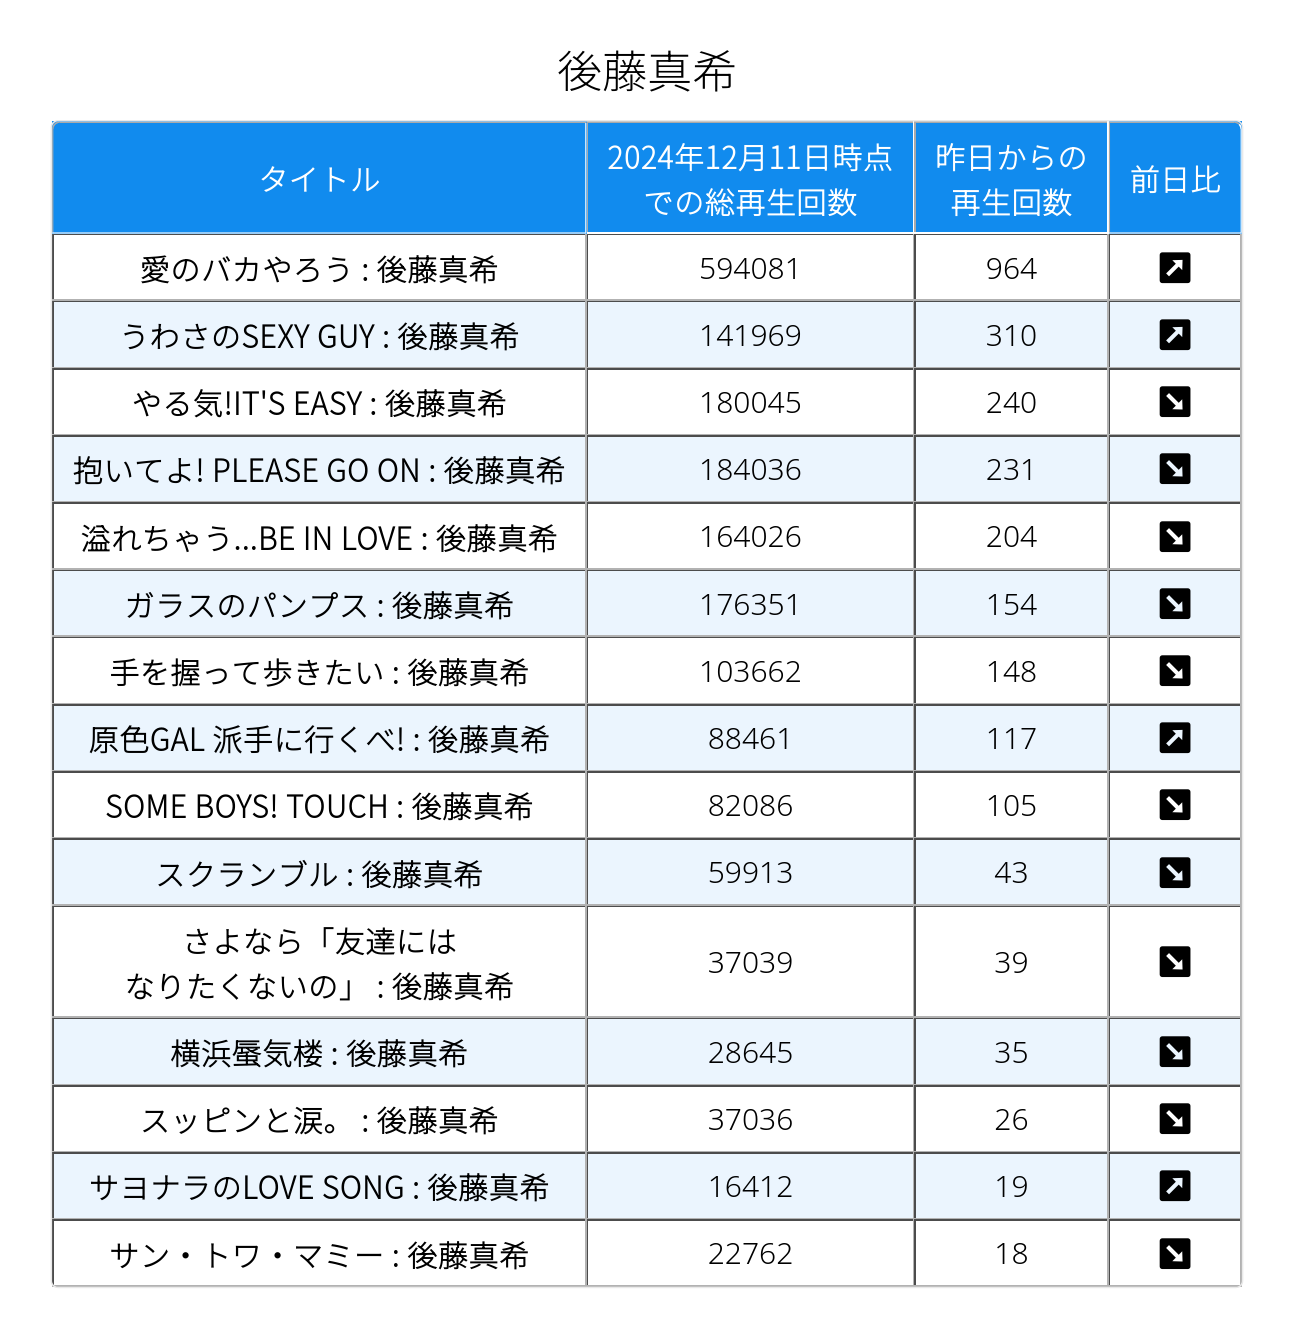 後藤真希
タイトル
2024年12月11日時点
での総再生回数
昨日からの
再生回数
前日比
愛のバカやろう : 後藤真希 594081 964 ↗
うわさのSEXY GUY : 後藤真希 141969 310 ↗
やる気!IT'S EASY : 後藤真希 180045 240 ↘
抱いてよ! PLEASE GO ON : 後藤真希 184036 231 ↘
溢れちゃう...BE IN LOVE : 後藤真希 164026 204 ↘
ガラスのパンプス : 後藤真希 176351 154 ↘
手を握って歩きたい : 後藤真希 103662 148 ↘
原色GAL 派手に行くべ! : 後藤真希 88461 117 ↗
SOME BOYS! TOUCH : 後藤真希 82086 105 ↘
スクランブル : 後藤真希 59913 43 ↘
さよなら「友達には
なりたくないの」 : 後藤真希 37039 39 ↘
横浜蜃気楼 : 後藤真希 28645 35 ↘
スッピンと涙。 : 後藤真希 37036 26 ↘
サヨナラのLOVE SONG : 後藤真希 16412 19 ↗
サン・トワ・マミー : 後藤真希 22762 18 ↘